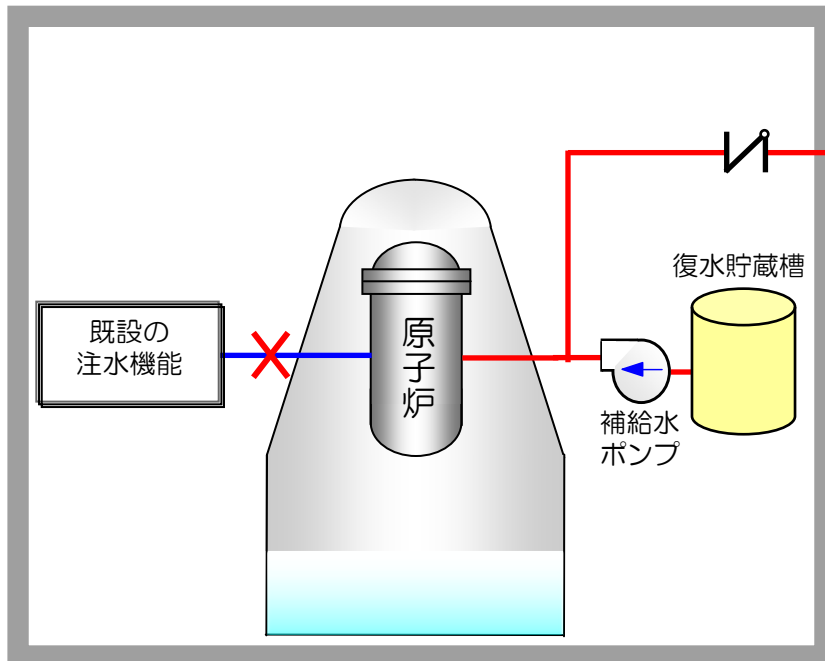 復水貯蔵槽
既設の
注水機能
原子炉
補給水
ポンプ